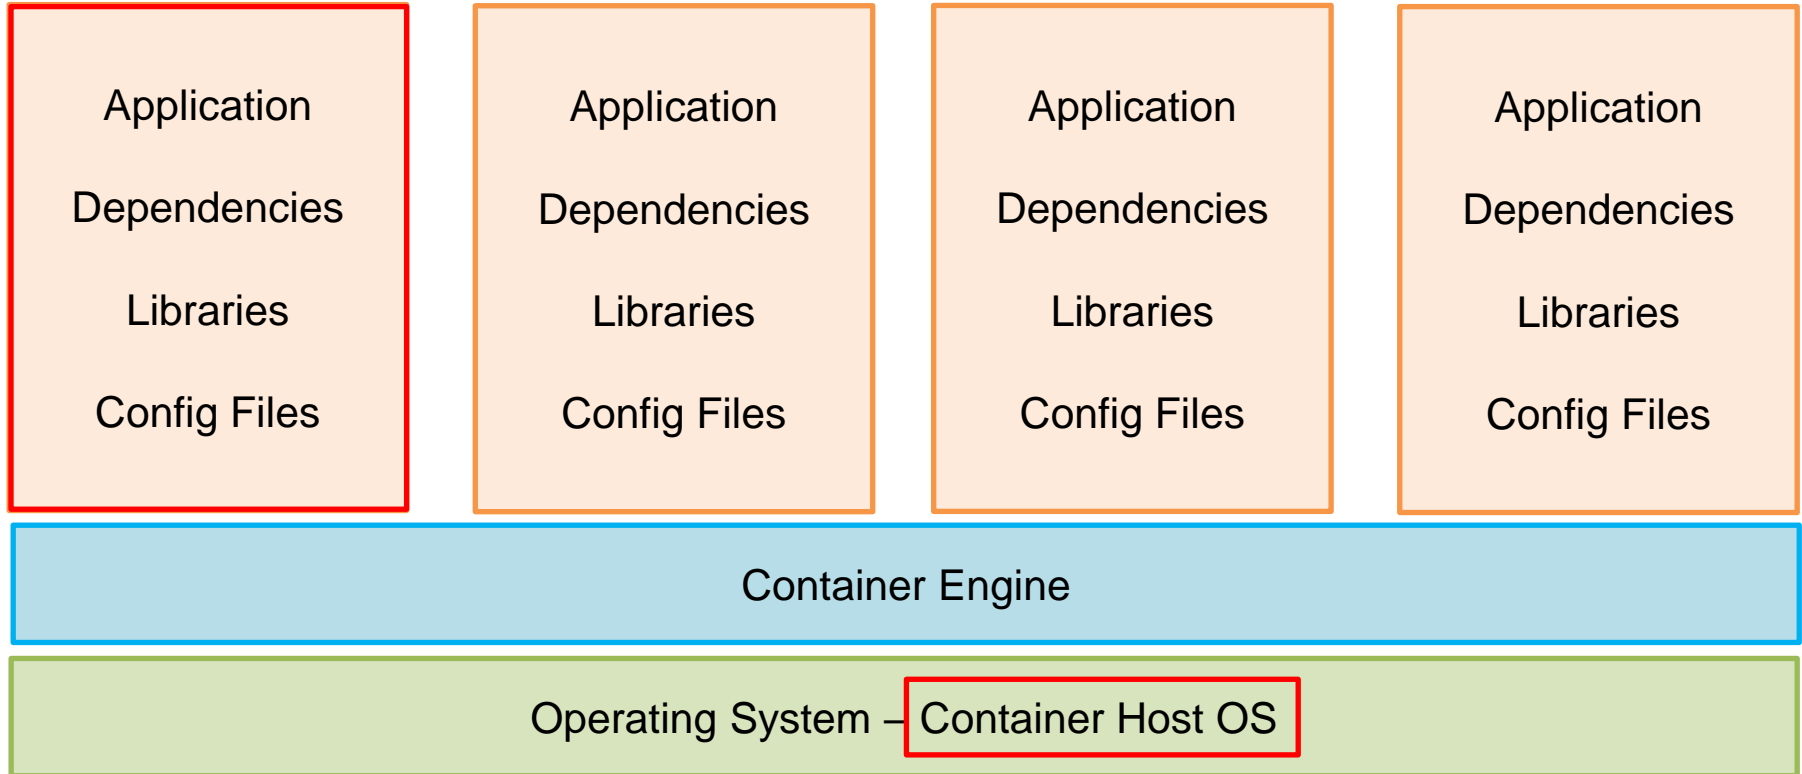 Application
Dependencies
Libraries
Config Files
Application
Dependencies
Libraries
Config Files
Application
Dependencies
Libraries
Config Files
Application
Dependencies
Libraries
Config Files
Container Engine
Operating System – Container Host OS